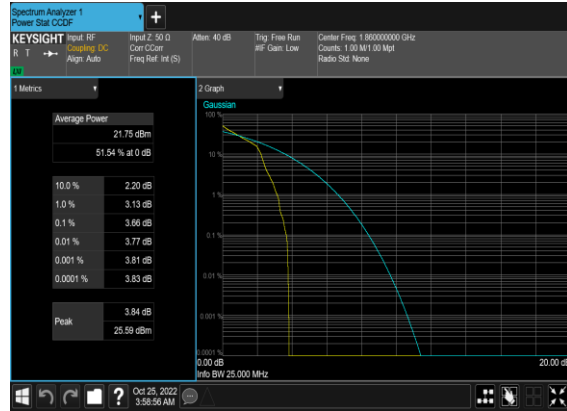 Spectrum Analyzer 1
Power Stat CCDF
KEYSIGHT
R T
Input: RF
Coupling: DC
Align: Auto
Input Z: 50 Ω
Corr CCorr
Freq Ref: Int (S)
Atten: 40 dB
Trig: Free Run
#IF Gain: Low
Center Freq: 1.860000000 GHz
Counts: 1.00 M/1.00 Mpt
Radio Std: None
1 Metrics
Average Power
21.75 dBm
51.54 % at 0 dB
10.0 % 2.20 dB
1.0 % 3.13 dB
0.1 % 3.66 dB
0.01 % 3.77 dB
0.001 % 3.81 dB
0.0001 % 3.83 dB
Peak
3.84 dB
25.59 dBm
2 Graph
Gaussian
100 %
10 %
1 %
0.1 %
0.01 %
0.001 %
0.0001 %
0.00 dB
20.00 dB
Info BW 25.000 MHz
Oct 25, 2022
3:58:56 AM